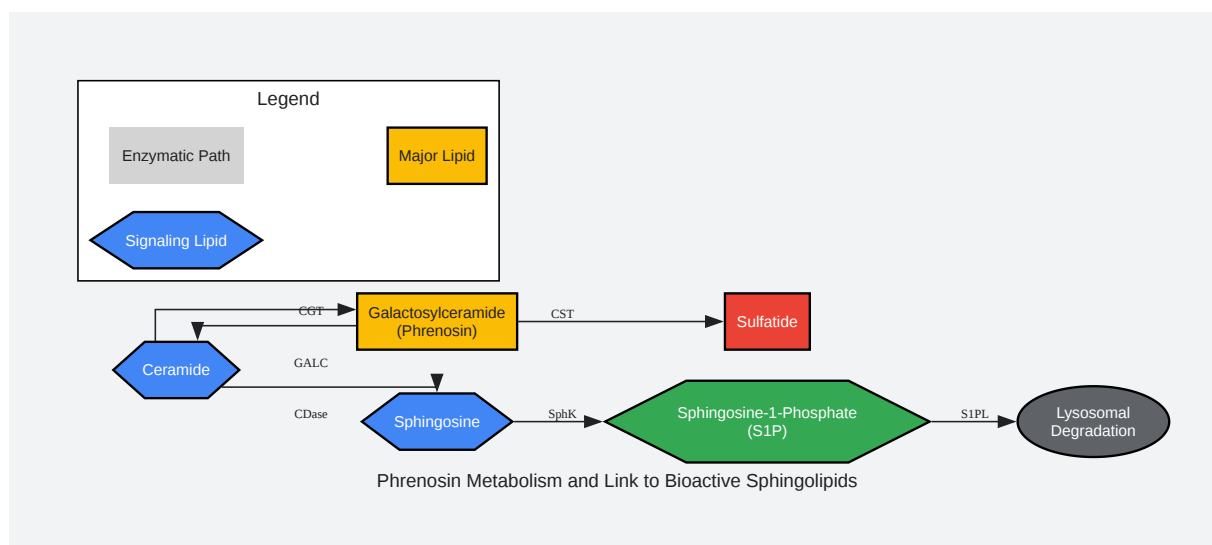 Legend
Enzymatic Path
Major Lipid
Signaling Lipid
CGT
Galactosylceramide
(Phrenosin)
CST
Sulfatide
Ceramide
GALC
CDase
Sphingosine
SphK
Sphingosine-1-Phosphate
(S1P)
S1PL
Lysosomal
Degradation
Phrenosin Metabolism and Link to Bioactive Sphingolipids